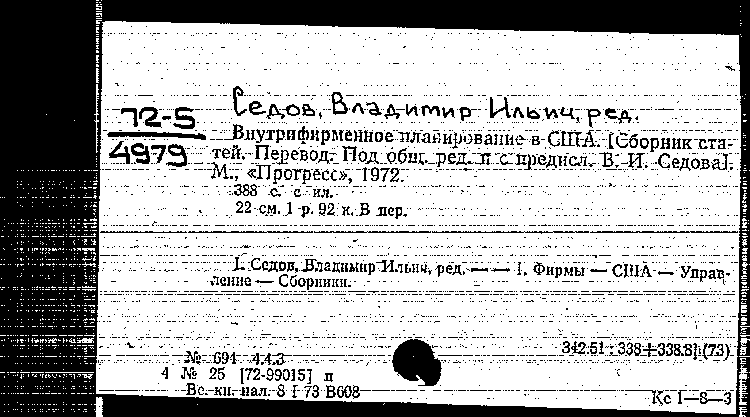 72-5
4979
Седов, Владимир Ильич, ред.
Внутрифирменное планирование в США. [Сборник ста-
тей. Перевод. Под общ. ред. и с предисл. В. И. Седова].
М., «Прогресс», 1972.
388 с. с ил.
22 см. 1 р. 92 к. В пер.
I. Седов, Владимир Ильич, ред. — — 1. Фирмы — США — Управ-
ление — Сборники.
342.51 : 338+338.8](73)
№ 694 4.4.3
4 № 25 [72-99015] п
Вс. кн. пал. 8 I 73 В608
Кс 1—8—3